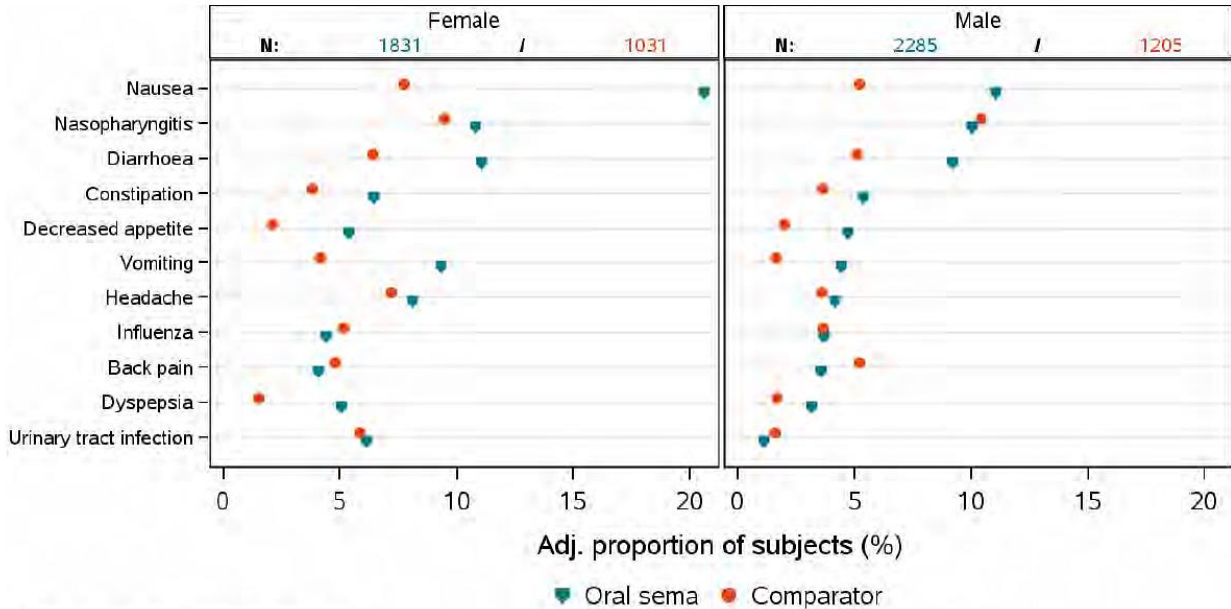 Female
Male
N: 1831 / 1031
N: 2285 / 1205
Nausea
Nasopharyngitis
Diarrhoea
Constipation
Decreased appetite
Vomiting
Headache
Influenza
Back pain
Dyspepsia
Urinary tract infection
0 5 10 15 20
0 5 10 15 20
Adj. proportion of subjects (%)
Oral sema Comparator